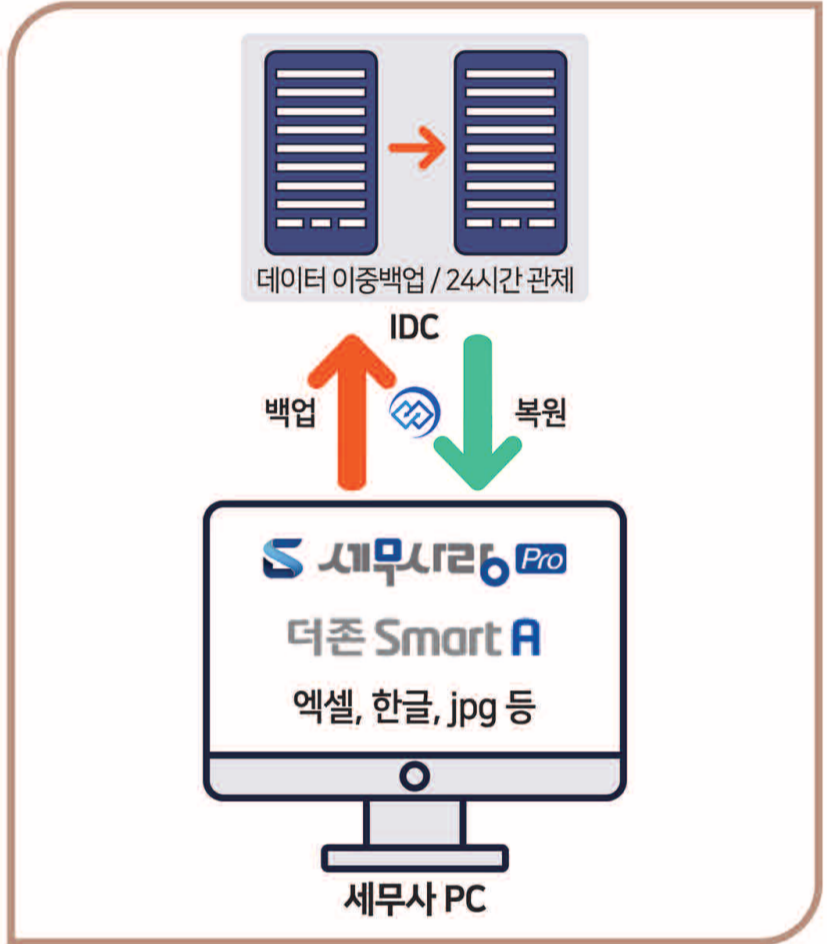 데이터 이중백업 / 24시간 관제
IDC
백업
복원
세무사랑 Pro
더존 Smart A
엑셀, 한글, jpg 등
세무사 PC